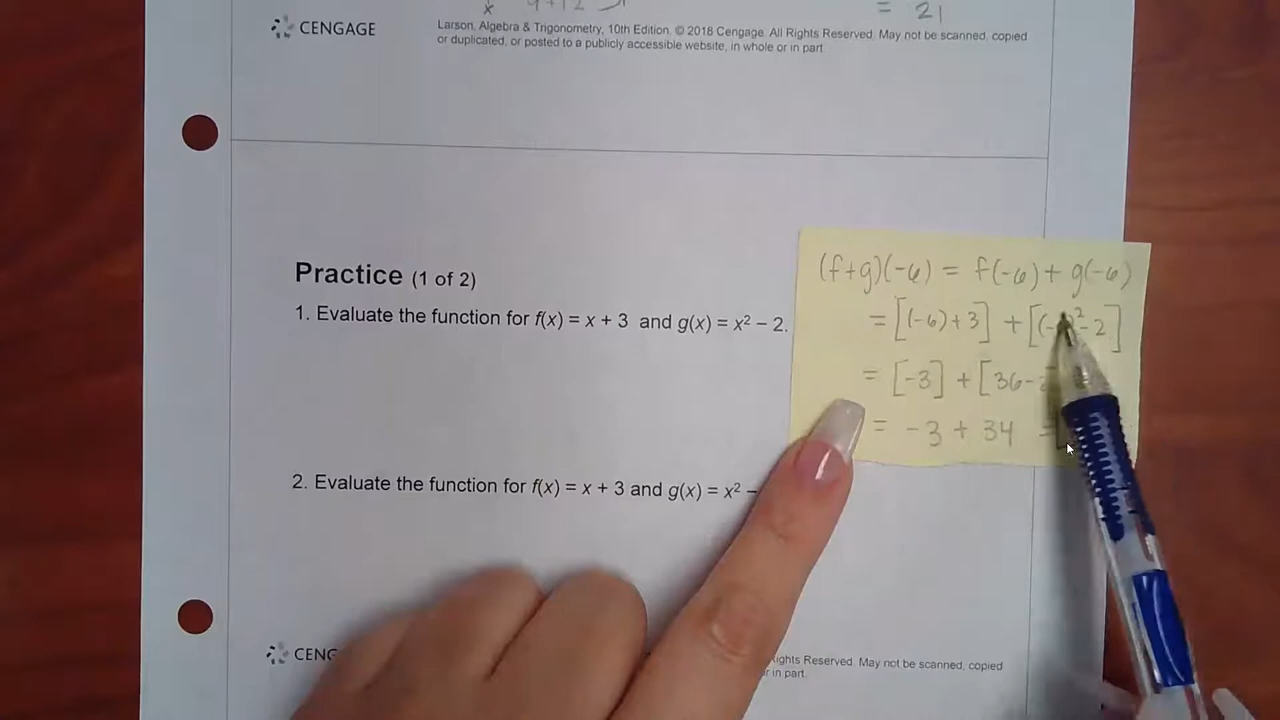 = 21
CENGAGE
Larson, Algebra & Trigonometry, 10th Edition. © 2018 Cengage. All Rights Reserved. May not be scanned, copied
or duplicated, or posted to a publicly accessible website, in whole or in part.
Practice (1 of 2)
1. Evaluate the function for f(x) = x + 3 and g(x) = x² – 2.
(f+g)(-6) = f(-6) + g(-6)
= [(-6)+3] + [(- )²-2]
= [-3] + [36-
= -3 + 34 =
2. Evaluate the function for f(x) = x + 3 and g(x) = x² –
CENG
ights Reserved. May not be scanned, copied
r in part.